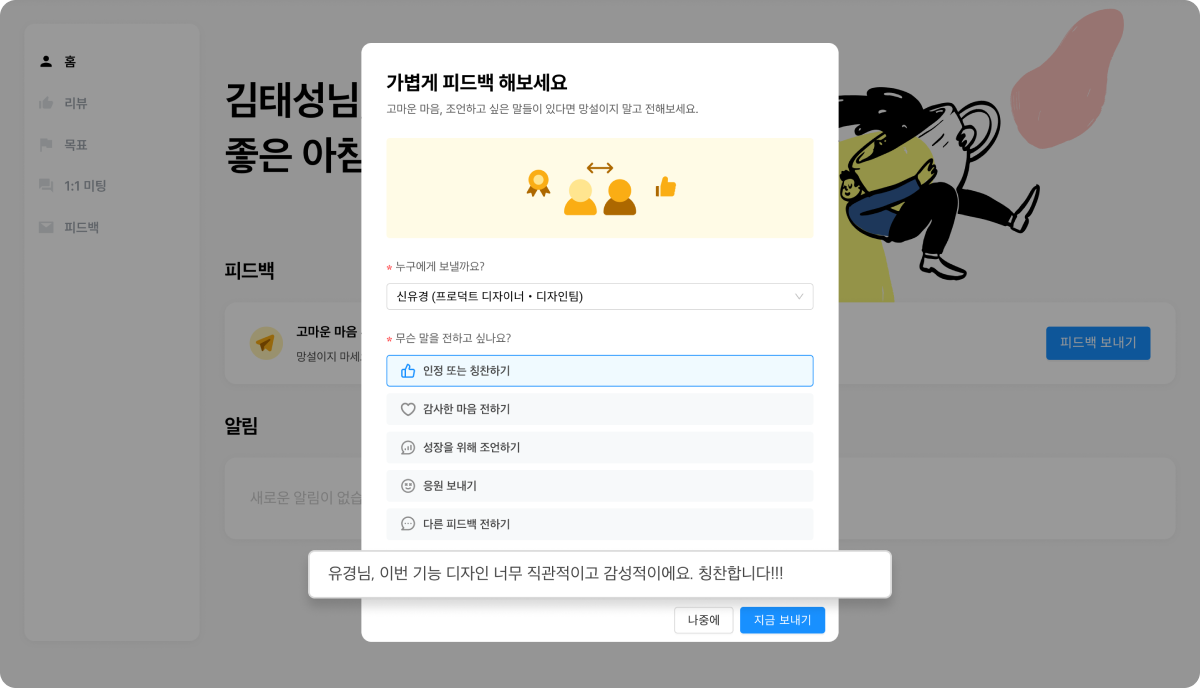 홈
리뷰
목표
1:1 미팅
피드백
김태성님
좋은 아침
피드백
고마운 마음
망설이지 마세
피드백 보내기
알림
새로운 알림이 없습
가볍게 피드백 해보세요
고마운 마음, 조언하고 싶은 말들이 있다면 망설이지 말고 전해보세요.
* 누구에게 보낼까요?
신유경 (프로덕트 디자이너 • 디자인팀)
* 무슨 말을 전하고 싶나요?
인정 또는 칭찬하기
감사한 마음 전하기
성장을 위해 조언하기
응원 보내기
다른 피드백 전하기
유경님, 이번 기능 디자인 너무 직관적이고 감성적이에요. 칭찬합니다!!!
나중에
지금 보내기